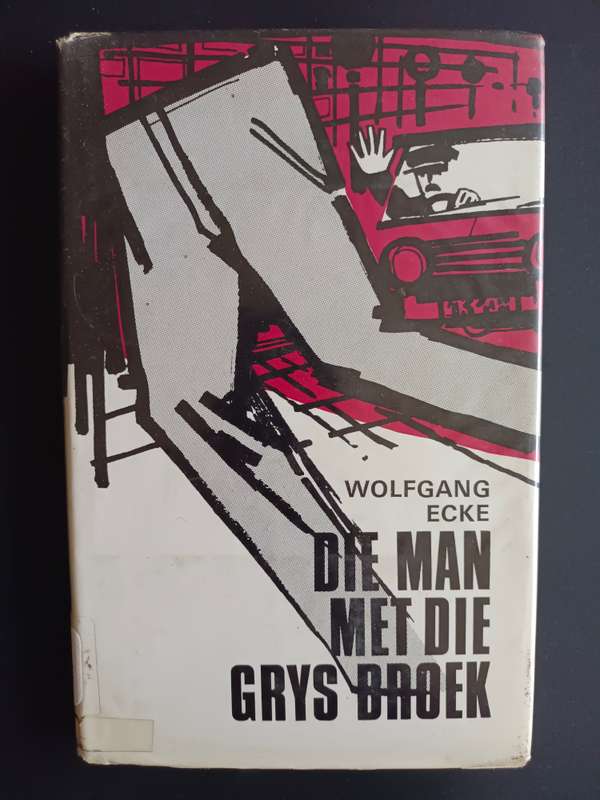 WOLFGANG
ECKE
DIE MAN
MET DIE
GRYS BROEK